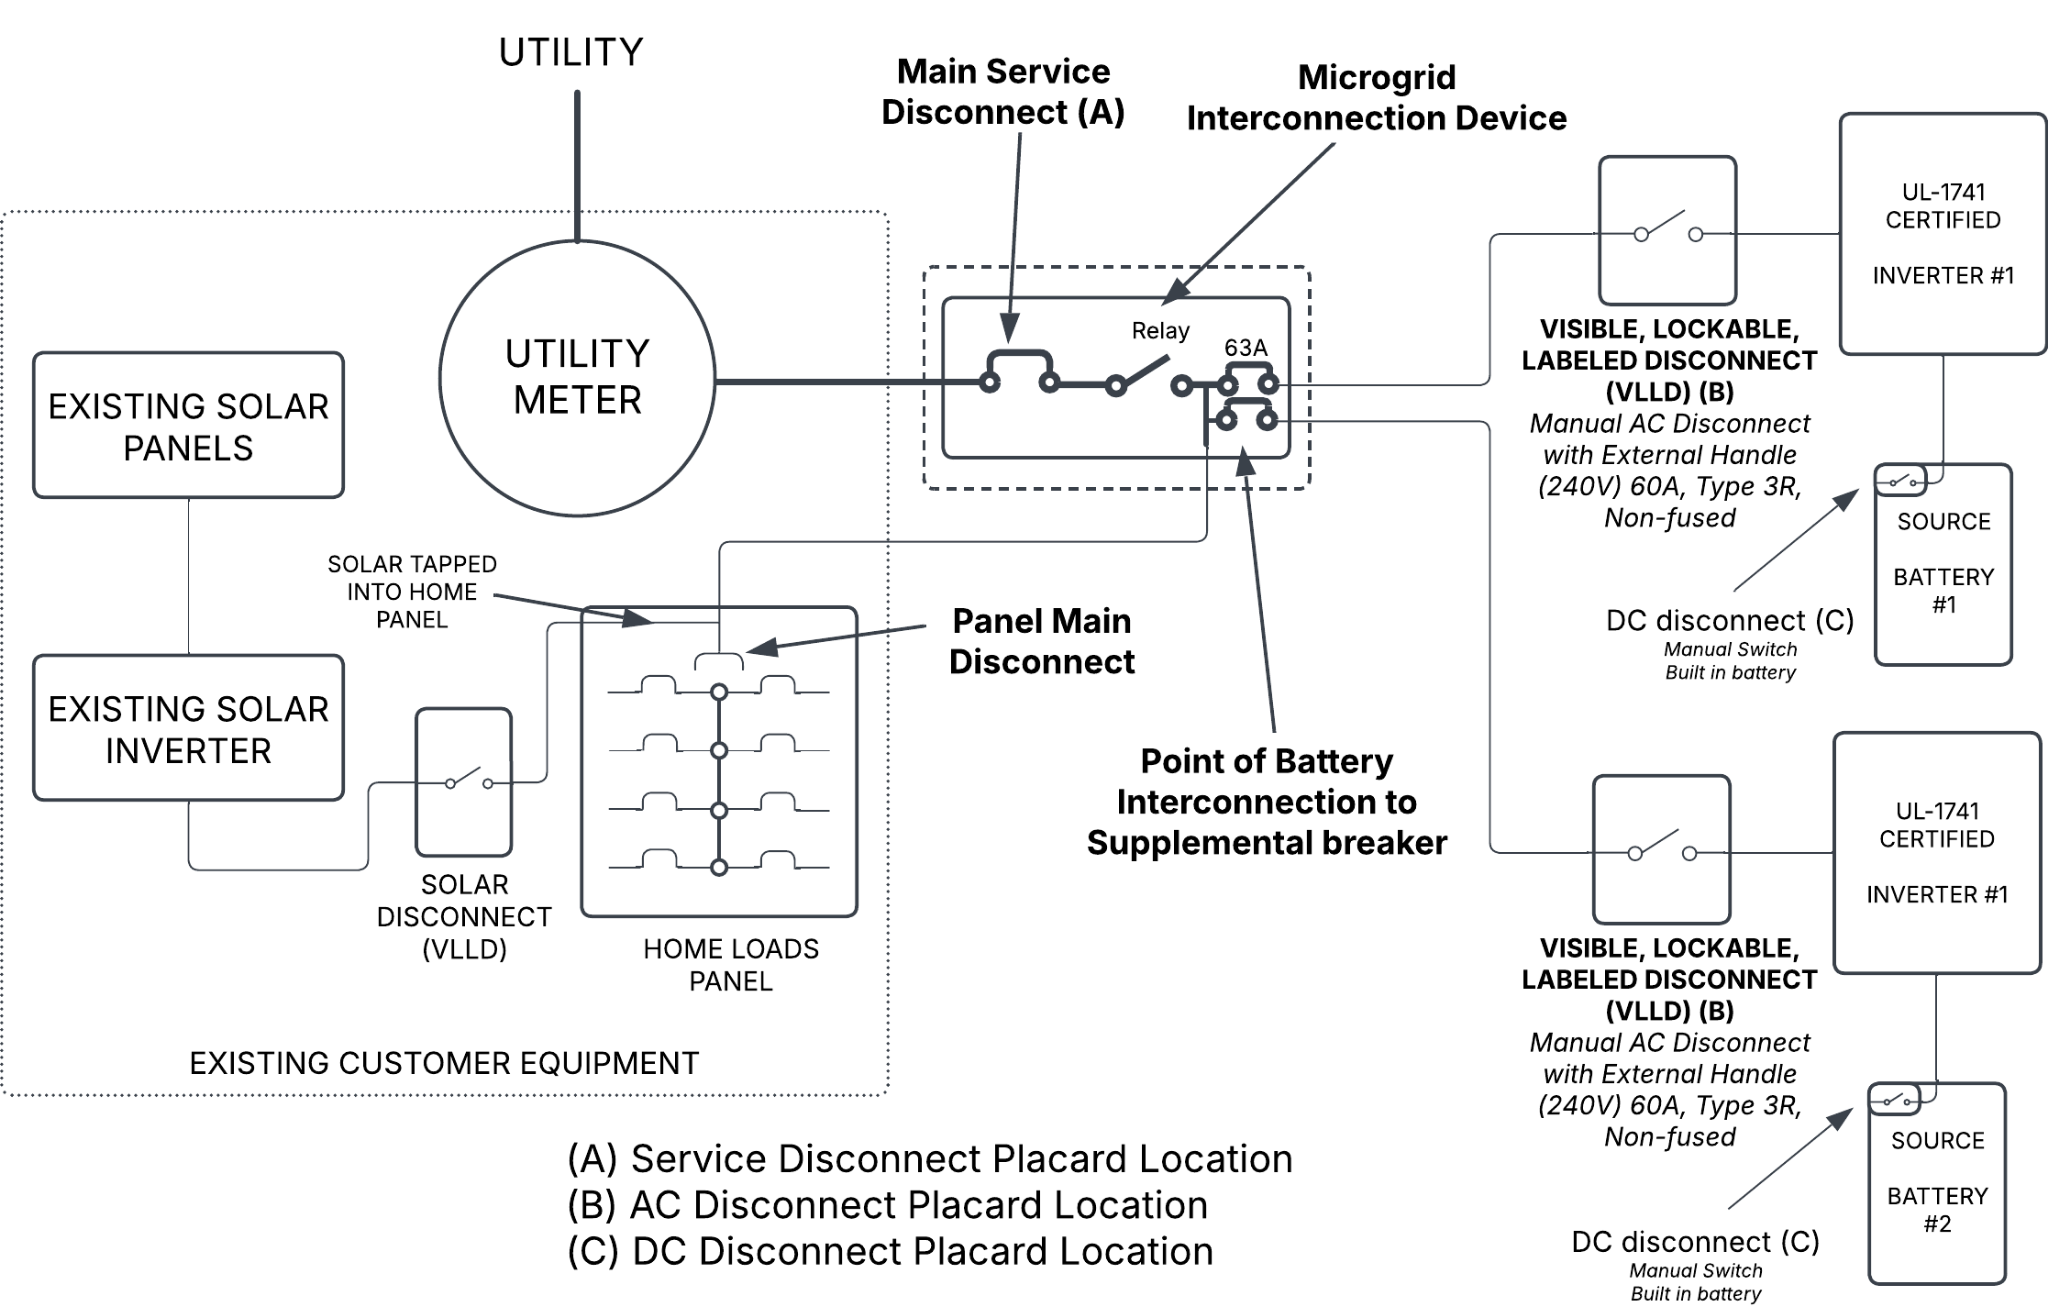 UTILITY
Main Service
Disconnect (A)
Microgrid
Interconnection Device
UL-1741
CERTIFIED
INVERTER #1
UTILITY
METER
Relay
63A
VISIBLE, LOCKABLE,
LABELED DISCONNECT
(VLLD) (B)
Manual AC Disconnect
with External Handle
(240V) 60A, Type 3R,
Non-fused
EXISTING SOLAR
PANELS
SOURCE
BATTERY
#1
DC disconnect (C)
Manual Switch
Built in battery
SOLAR TAPPED
INTO HOME
PANEL
Panel Main
Disconnect
EXISTING SOLAR
INVERTER
Point of Battery
Interconnection to
Supplemental breaker
UL-1741
CERTIFIED
INVERTER #1
SOLAR
DISCONNECT
(VLLD)
HOME LOADS
PANEL
VISIBLE, LOCKABLE,
LABELED DISCONNECT
(VLLD) (B)
Manual AC Disconnect
with External Handle
(240V) 60A, Type 3R,
Non-fused
EXISTING CUSTOMER EQUIPMENT
SOURCE
BATTERY
#2
DC disconnect (C)
Manual Switch
Built in battery
(A) Service Disconnect Placard Location
(B) AC Disconnect Placard Location
(C) DC Disconnect Placard Location